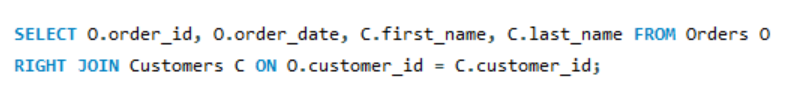 SELECT O.order_id, O.order_date, C.first_name, C.last_name FROM Orders O
RIGHT JOIN Customers C ON O.customer_id = C.customer_id;